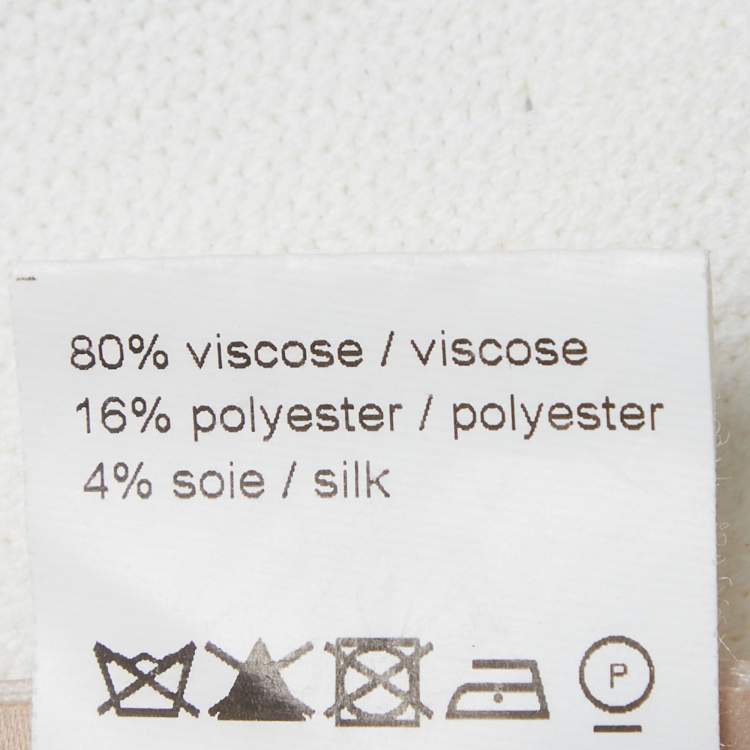 80% viscose / viscose
16% polyester / polyester
4% soie / silk
P